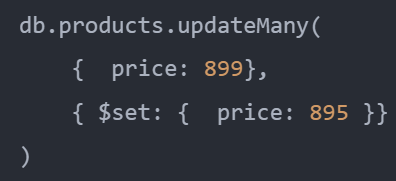 db.products.updateMany(
    {  price: 899},
    { $set: {  price: 895 }}
)